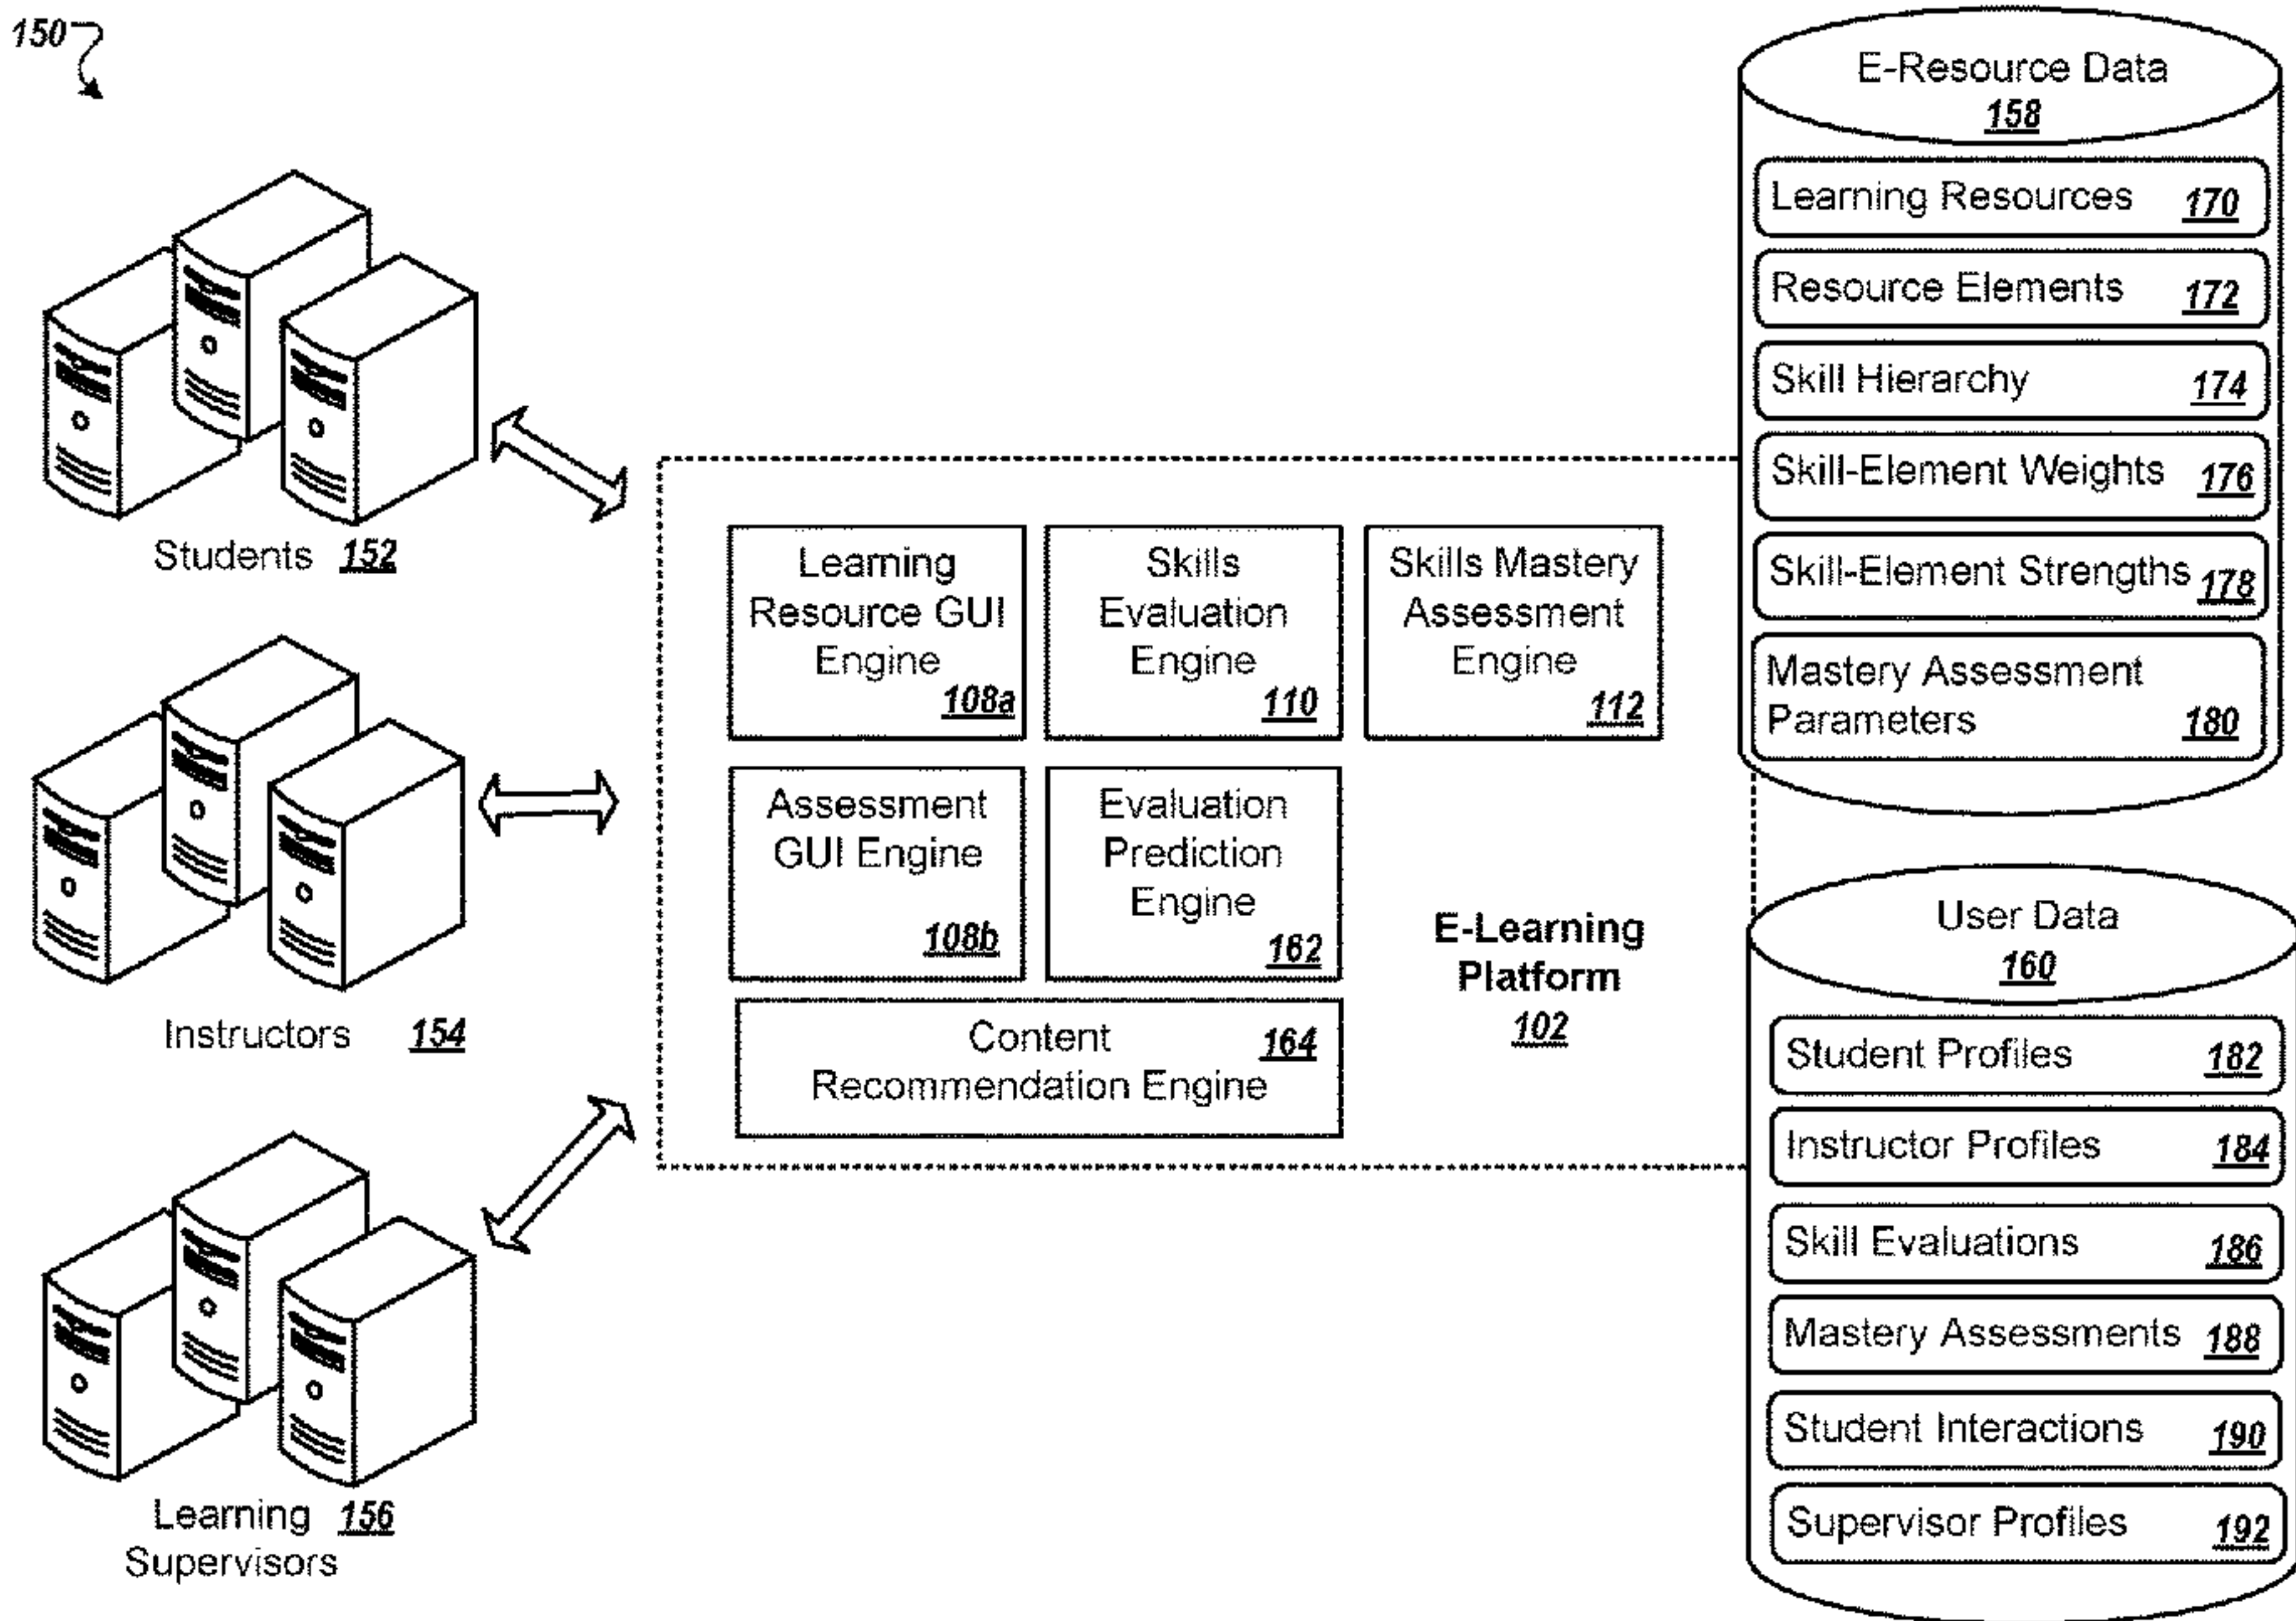 150
Students 152
Instructors 154
Learning 156
Supervisors
Learning
Resource GUI
Engine
108a
Skills
Evaluation
Engine
110
Skills Mastery
Assessment
Engine
112
Assessment
GUI Engine
108b
Evaluation
Prediction
Engine
162
Content 164
Recommendation Engine
E-Learning
Platform
102
E-Resource Data
158
Learning Resources 170
Resource Elements 172
Skill Hierarchy 174
Skill-Element Weights 176
Skill-Element Strengths 178
Mastery Assessment
Parameters 180
User Data
160
Student Profiles 182
Instructor Profiles 184
Skill Evaluations 186
Mastery Assessments 188
Student Interactions 190
Supervisor Profiles 192